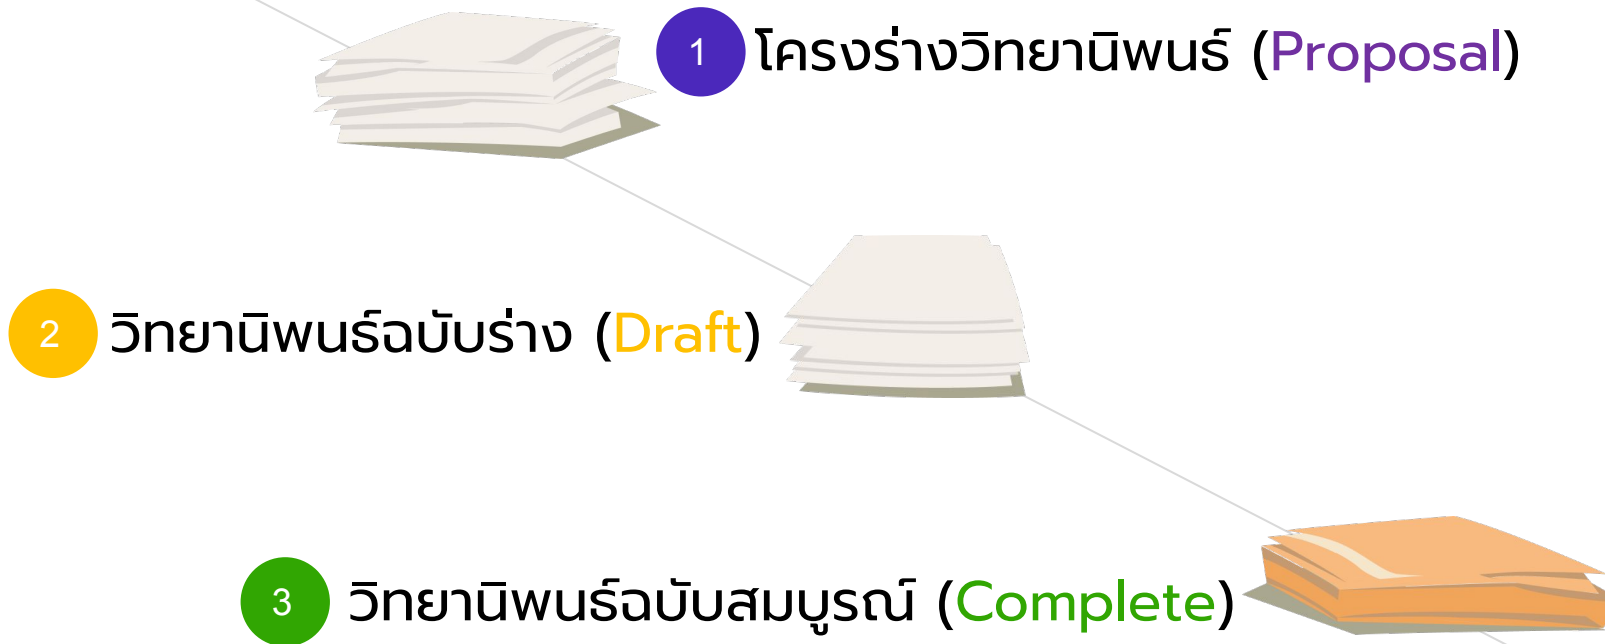 1 โครงร่างวิทยานิพนธ์ (Proposal)
2 วิทยานิพนธ์ฉบับร่าง (Draft)
3 วิทยานิพนธ์ฉบับสมบูรณ์ (Complete)